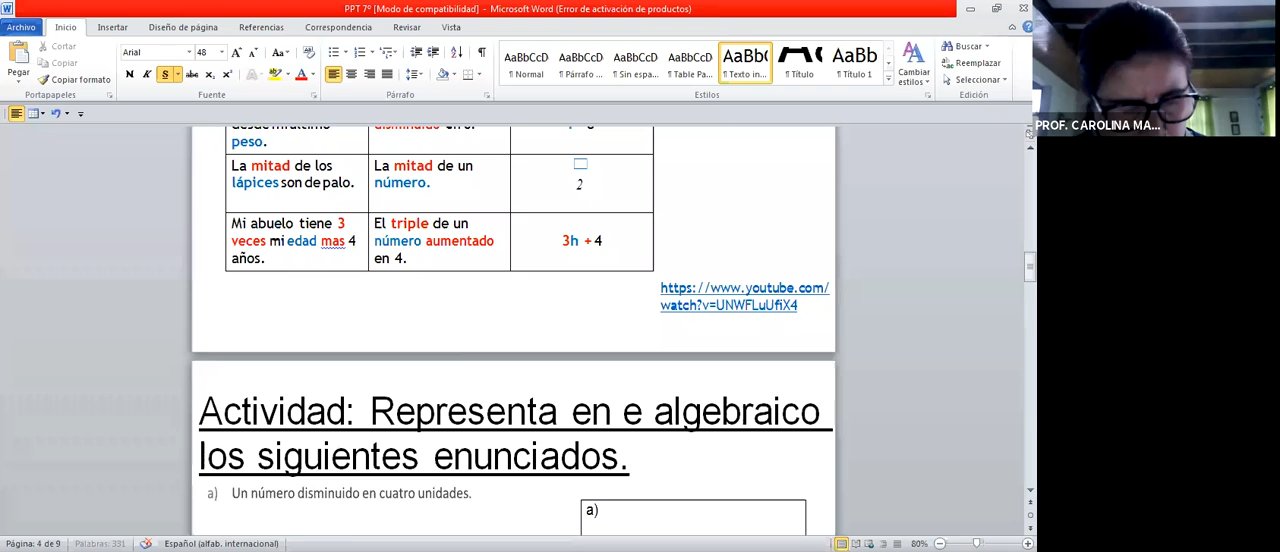 PPT 7º [Modo de compatibilidad] - Microsoft Word (Error de activación de productos)
Archivo Inicio Insertar Diseño de página Referencias Correspondencia Revisar Vista
Pegar
Cortar
Copiar
Copiar formato
Portapapeles
Arial 48
Fuente
Párrafo
AaBbCcD AaBbCcD AaBbCcD AaBbCcD AaBb AaBb
¶ Normal ¶ Párrafo ... ¶ Sin espa... ¶ Table Pa... ¶ Texto in... ¶ Título ¶ Título 1
Cambiar estilos
Estilos
Buscar
Reemplazar
Seleccionar
Edición
PROF. CAROLINA MA...
peso.
La mitad de los
lápices son de palo.
La mitad de un
número.
2
Mi abuelo tiene 3
veces mi edad mas 4
años.
El triple de un
número aumentado
en 4.
3h + 4
https://www.youtube.com/
watch?v=UNWFLuUfiX4
Actividad: Representa en e algebraico
los siguientes enunciados.
a) Un número disminuido en cuatro unidades.
a)
Página: 4 de 9 Palabras: 331 Español (alfab. internacional) 80%